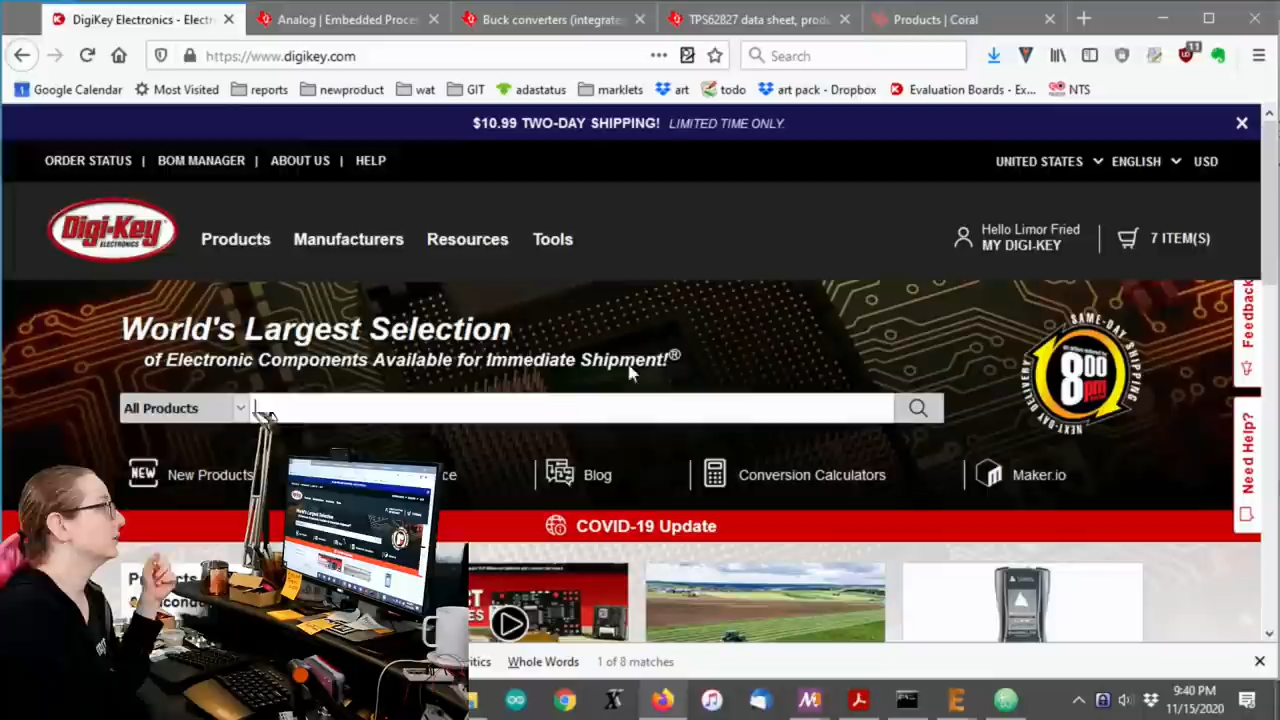 DigiKey Electronics - Electr
Analog | Embedded Proce
Buck converters (integrate
TPS62827 data sheet, prod
Products | Coral
https://www.digikey.com
Search
11
Google Calendar
Most Visited
reports
newproduct
wat
GIT
adastatus
marklets
art
todo
art pack - Dropbox
Evaluation Boards - Ex...
NTS
$10.99 TWO-DAY SHIPPING! LIMITED TIME ONLY.
ORDER STATUS | BOM MANAGER | ABOUT US | HELP
UNITED STATES
ENGLISH
USD
Digi-Key
ELECTRONICS
Products
Manufacturers
Resources
Tools
Hello Limor Fried
MY DIGI-KEY
7 ITEM(S)
Feedback
World's Largest Selection
of Electronic Components Available for Immediate Shipment!®
SAME-DAY SHIPPING!
8:00 pm
NEXT-DAY DELIVERY
All Products
Need Help?
NEW
New Products
ce
Blog
Conversion Calculators
Maker.io
COVID-19 Update
itics
Whole Words
1 of 8 matches
9:40 PM
11/15/2020